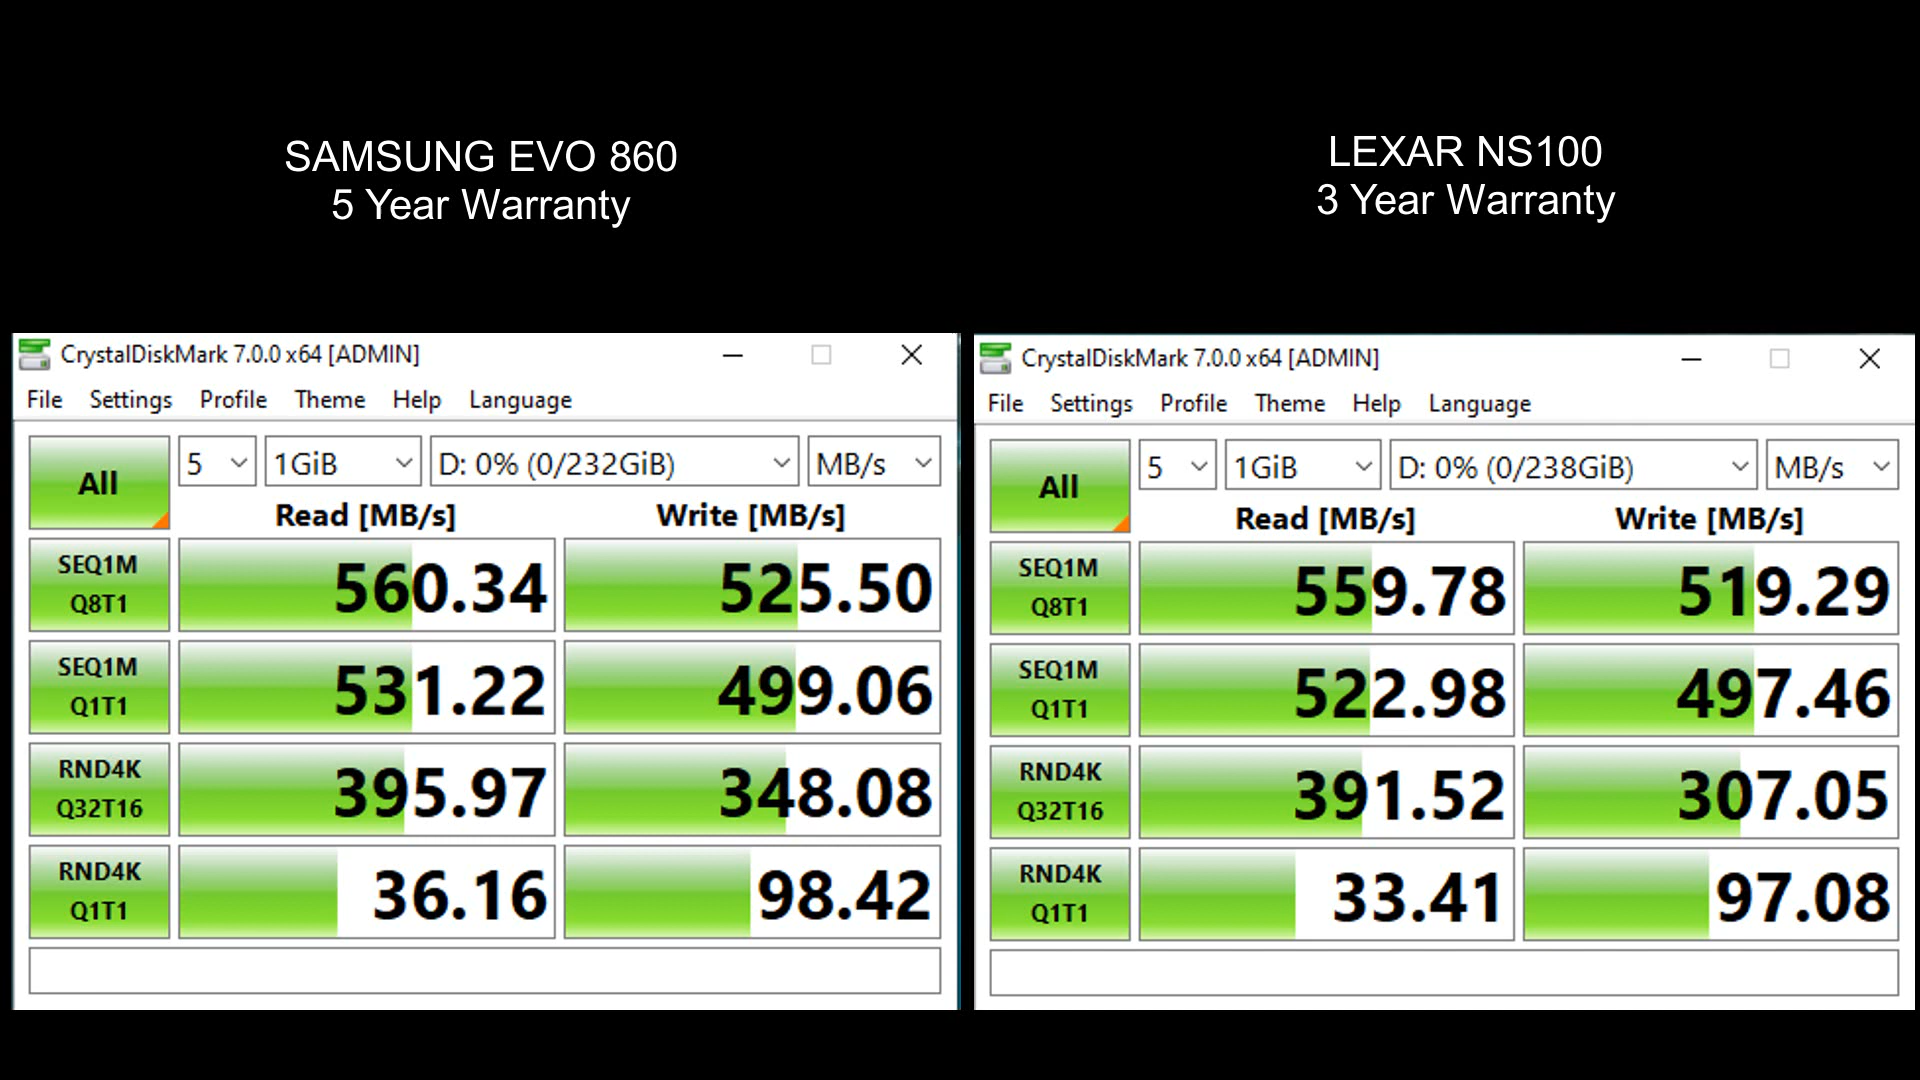 SAMSUNG EVO 860
5 Year Warranty
LEXAR NS100
3 Year Warranty
CrystalDiskMark 7.0.0 x64 [ADMIN]
File Settings Profile Theme Help Language
All 5 1GiB D: 0% (0/232GiB) MB/s
Read [MB/s] Write [MB/s]
SEQ1M
Q8T1
560.34 525.50
SEQ1M
Q1T1
531.22 499.06
RND4K
Q32T16
395.97 348.08
RND4K
Q1T1
36.16 98.42
CrystalDiskMark 7.0.0 x64 [ADMIN]
File Settings Profile Theme Help Language
All 5 1GiB D: 0% (0/238GiB) MB/s
Read [MB/s] Write [MB/s]
SEQ1M
Q8T1
559.78 519.29
SEQ1M
Q1T1
522.98 497.46
RND4K
Q32T16
391.52 307.05
RND4K
Q1T1
33.41 97.08